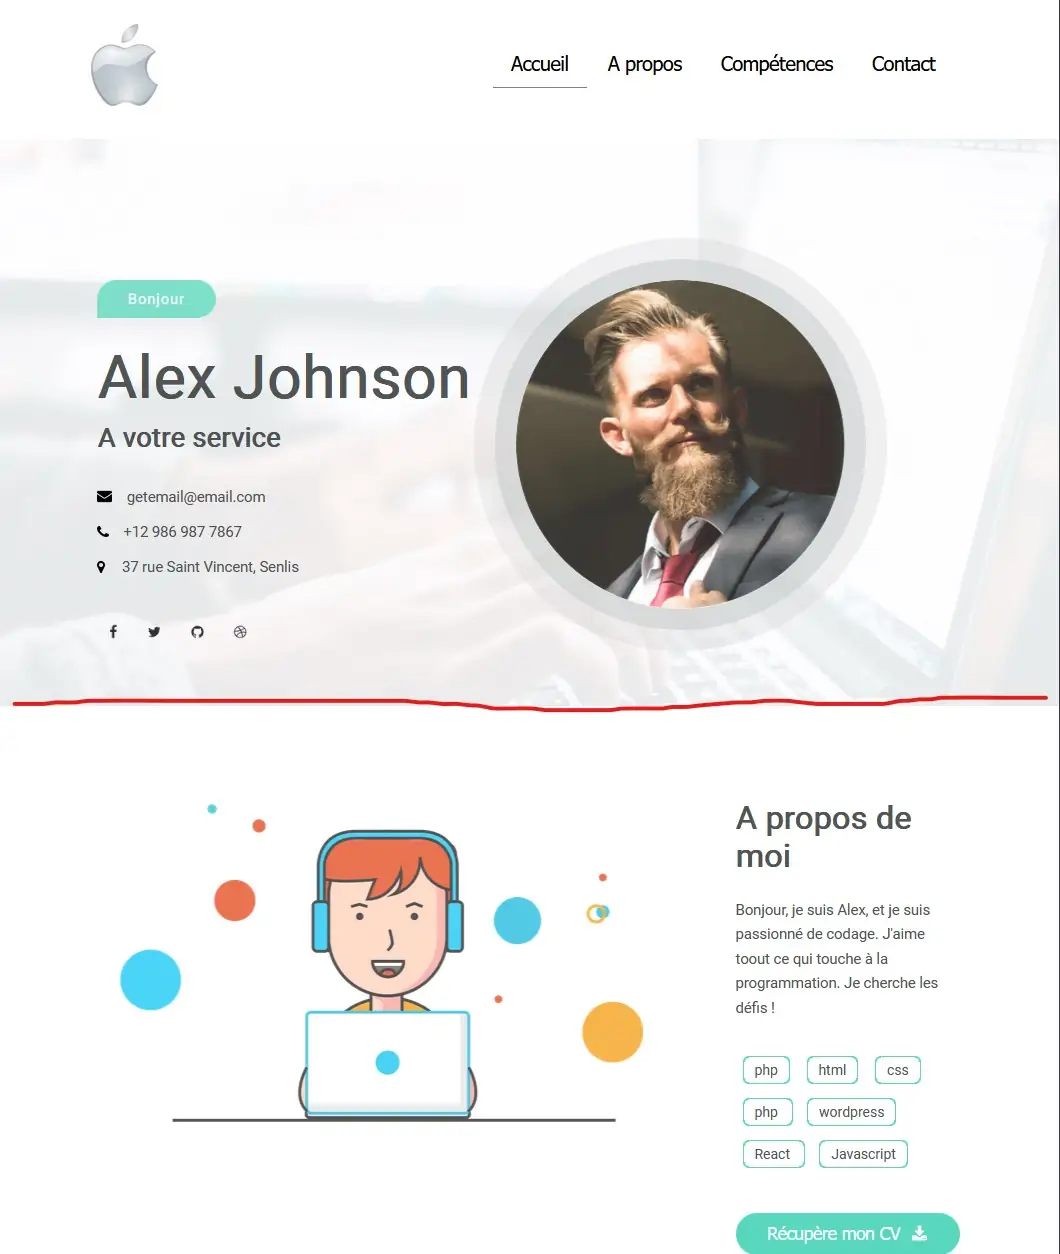 Accueil A propos Compétences Contact
Bonjour
Alex Johnson
A votre service
getemail@email.com
+12 986 987 7867
37 rue Saint Vincent, Senlis
A propos de
moi
Bonjour, je suis Alex, et je suis
passionné de codage. J'aime
toout ce qui touche à la
programmation. Je cherche les
défis !
php html css
php wordpress
React Javascript
Récupère mon CV